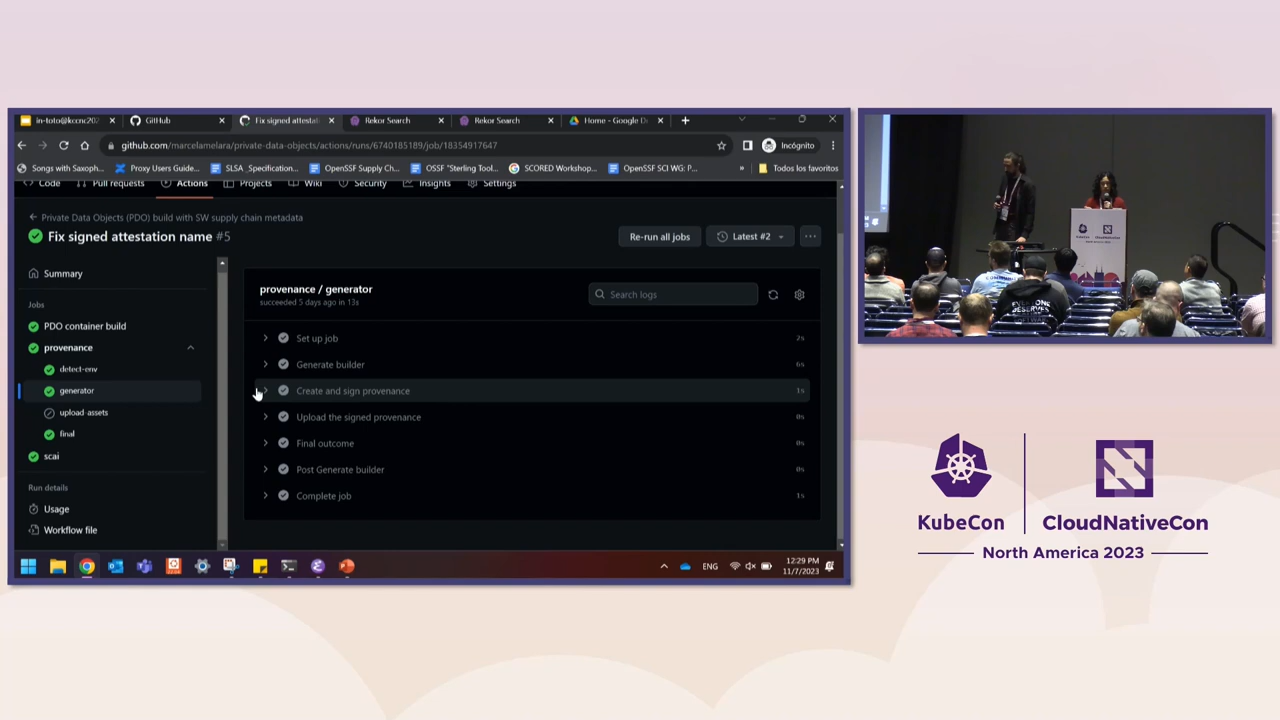 in-toto@kccnc202
GitHub
Fix signed attestati
Rekor Search
Rekor Search
Home - Google D
github.com/marcelamelara/private-data-objects/actions/runs/6740185189/job/18354917647
Incógnito
Songs with Saxoph...
Proxy Users Guide...
SLSA_Specification...
OpenSSF Supply Ch...
OSSF "Sterling Tool...
SCORED Workshop...
OpenSSF SCI WG: P...
»
Todos los favoritos
Code
Pull requests
Actions
Projects
Wiki
Security
Insights
Settings
Private Data Objects (PDO) build with SW supply chain metadata
Fix signed attestation name #5
Re-run all jobs
Latest #2
Summary
Jobs
PDO container build
provenance
detect-env
generator
upload-assets
final
scai
Run details
Usage
Workflow file
provenance / generator
succeeded 5 days ago in 13s
Search logs
Set up job 2s
Generate builder 6s
Create and sign provenance 1s
Upload the signed provenance 0s
Final outcome 0s
Post Generate builder 0s
Complete job 1s
ENG
12:29 PM
11/7/2023
EVERYONE
DESERVES
KubeCon
CloudNativeCon
North America 2023